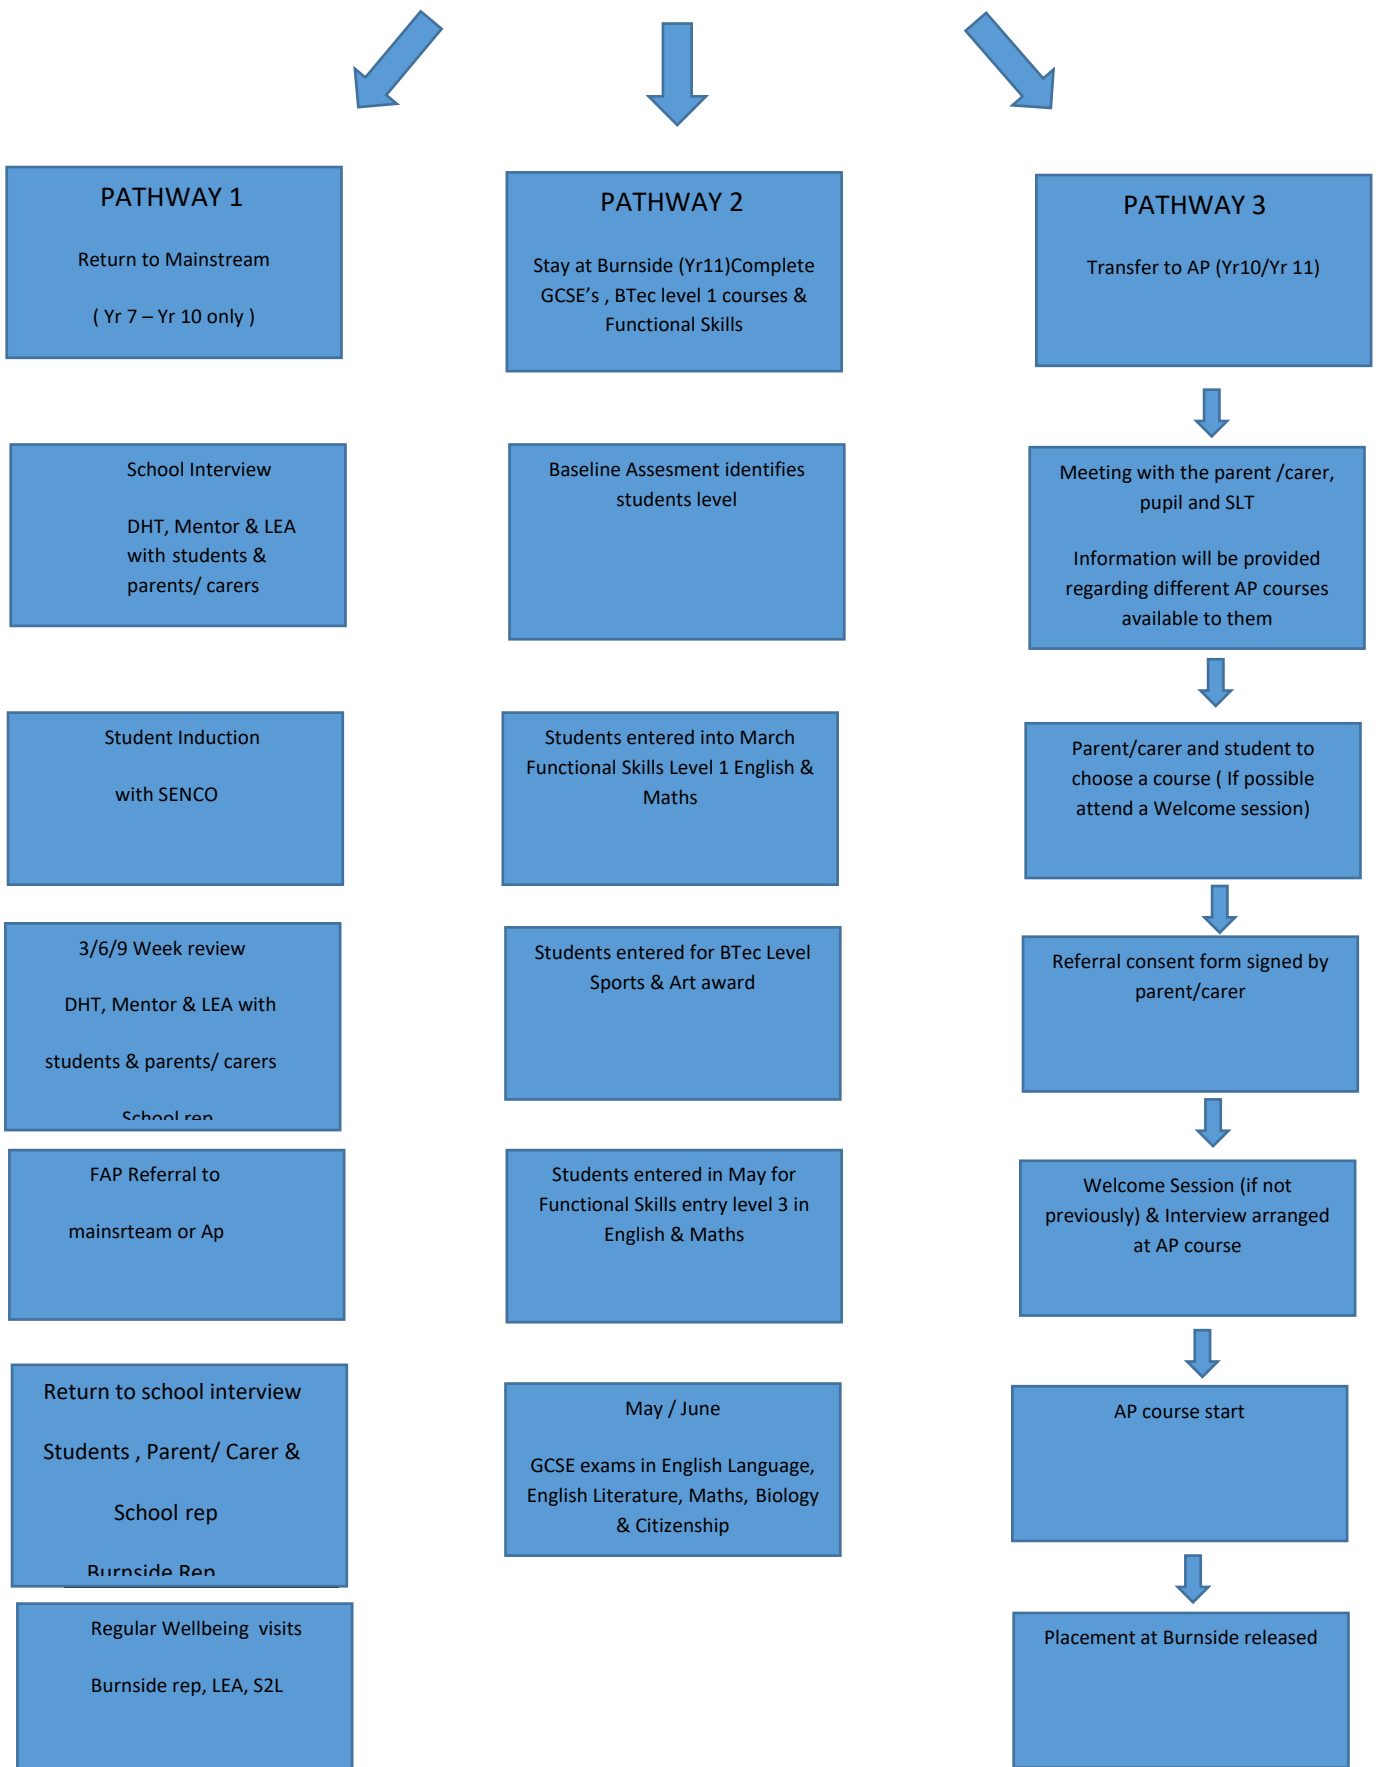 PATHWAY 1
Return to Mainstream
( Yr 7 – Yr 10 only )
School Interview
DHT, Mentor & LEA
with students &
parents/ carers
Student Induction
with SENCO
3/6/9 Week review
DHT, Mentor & LEA with
students & parents/ carers
School rep
FAP Referral to
mainsrteam or Ap
Return to school interview
Students , Parent/ Carer &
School rep
Burnside Rep
Regular Wellbeing visits
Burnside rep, LEA, S2L
PATHWAY 2
Stay at Burnside (Yr11)Complete
GCSE's , BTec level 1 courses &
Functional Skills
Baseline Assesment identifies
students level
Students entered into March
Functional Skills Level 1 English &
Maths
Students entered for BTec Level
Sports & Art award
Students entered in May for
Functional Skills entry level 3 in
English & Maths
May / June
GCSE exams in English Language,
English Literature, Maths, Biology
& Citizenship
PATHWAY 3
Transfer to AP (Yr10/Yr 11)
Meeting with the parent /carer,
pupil and SLT
Information will be provided
regarding different AP courses
available to them
Parent/carer and student to
choose a course ( If possible
attend a Welcome session)
Referral consent form signed by
parent/carer
Welcome Session (if not
previously) & Interview arranged
at AP course
AP course start
Placement at Burnside released